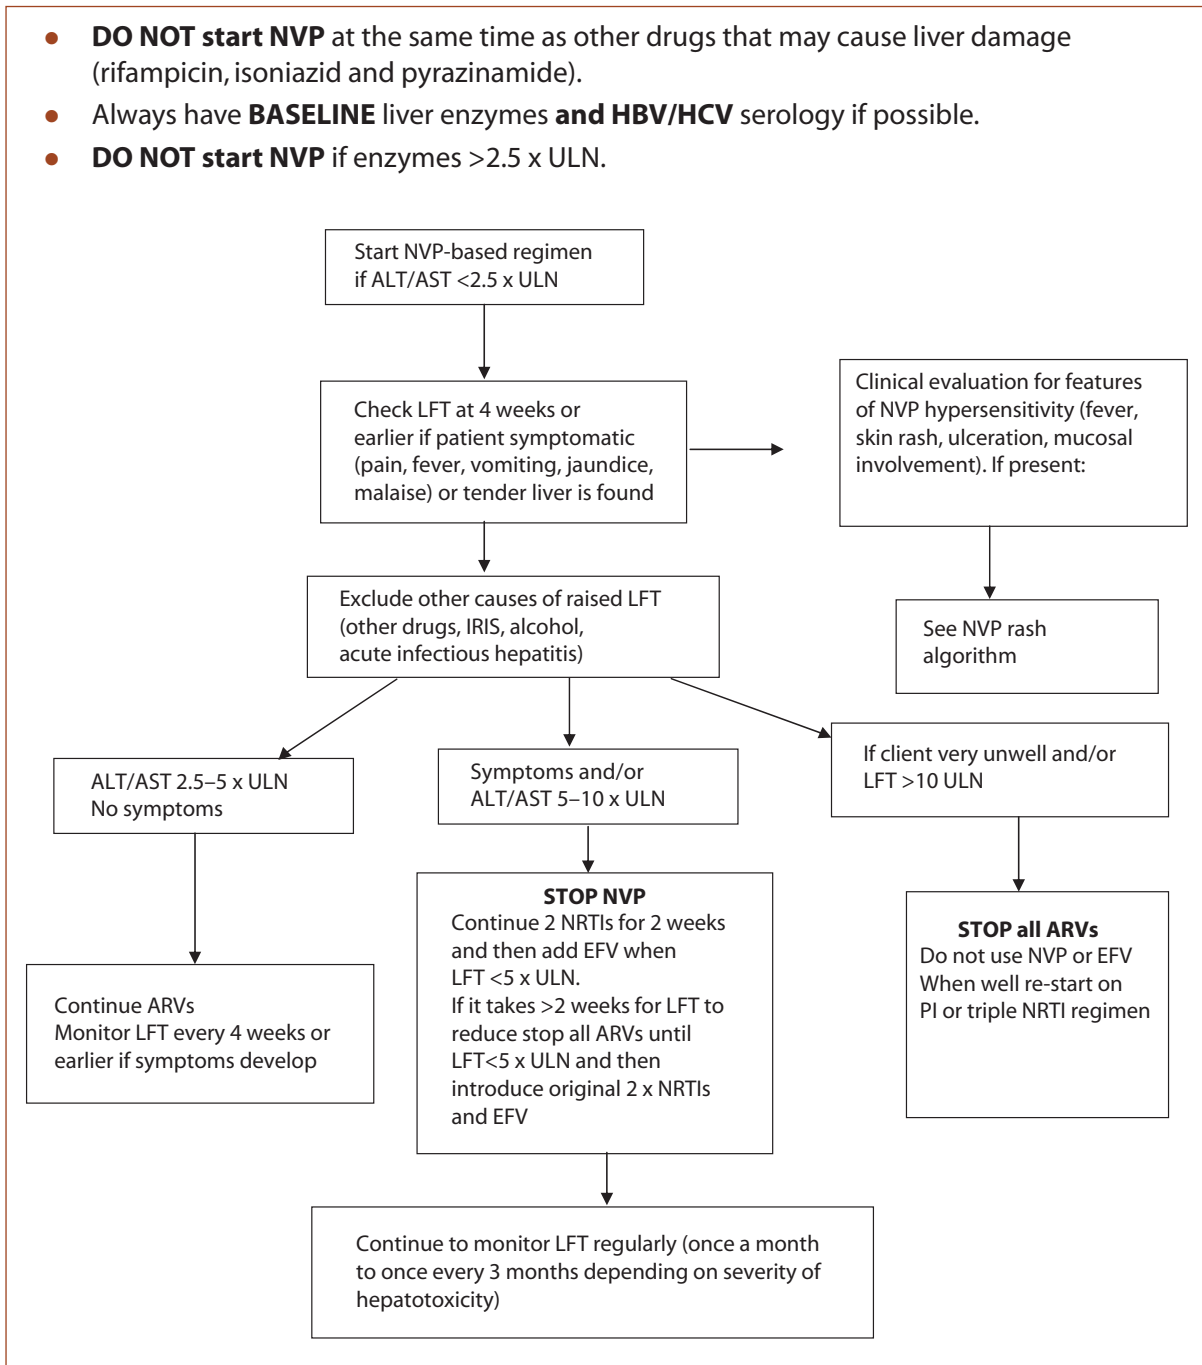 ● DO NOT start NVP at the same time as other drugs that may cause liver damage
(rifampicin, isoniazid and pyrazinamide).
● Always have BASELINE liver enzymes and HBV/HCV serology if possible.
● DO NOT start NVP if enzymes >2.5 x ULN.
Start NVP-based regimen
if ALT/AST <2.5 x ULN
Check LFT at 4 weeks or
earlier if patient symptomatic
(pain, fever, vomiting, jaundice,
malaise) or tender liver is found
Clinical evaluation for features
of NVP hypersensitivity (fever,
skin rash, ulceration, mucosal
involvement). If present:
Exclude other causes of raised LFT
(other drugs, IRIS, alcohol,
acute infectious hepatitis)
See NVP rash
algorithm
ALT/AST 2.5–5 x ULN
No symptoms
Symptoms and/or
ALT/AST 5–10 x ULN
If client very unwell and/or
LFT >10 ULN
Continue ARVs
Monitor LFT every 4 weeks or
earlier if symptoms develop
STOP NVP
Continue 2 NRTIs for 2 weeks
and then add EFV when
LFT <5 x ULN.
If it takes >2 weeks for LFT to
reduce stop all ARVs until
LFT<5 x ULN and then
introduce original 2 x NRTIs
and EFV
STOP all ARVs
Do not use NVP or EFV
When well re-start on
PI or triple NRTI regimen
Continue to monitor LFT regularly (once a month
to once every 3 months depending on severity of
hepatotoxicity)